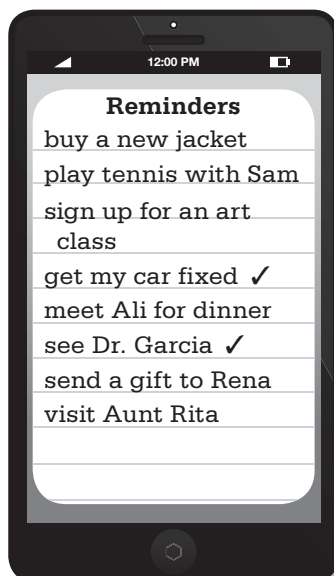 12:00 PM
Reminders
buy a new jacket
play tennis with Sam
sign up for an art
class
get my car fixed ✓
meet Ali for dinner
see Dr. Garcia ✓
send a gift to Rena
visit Aunt Rita